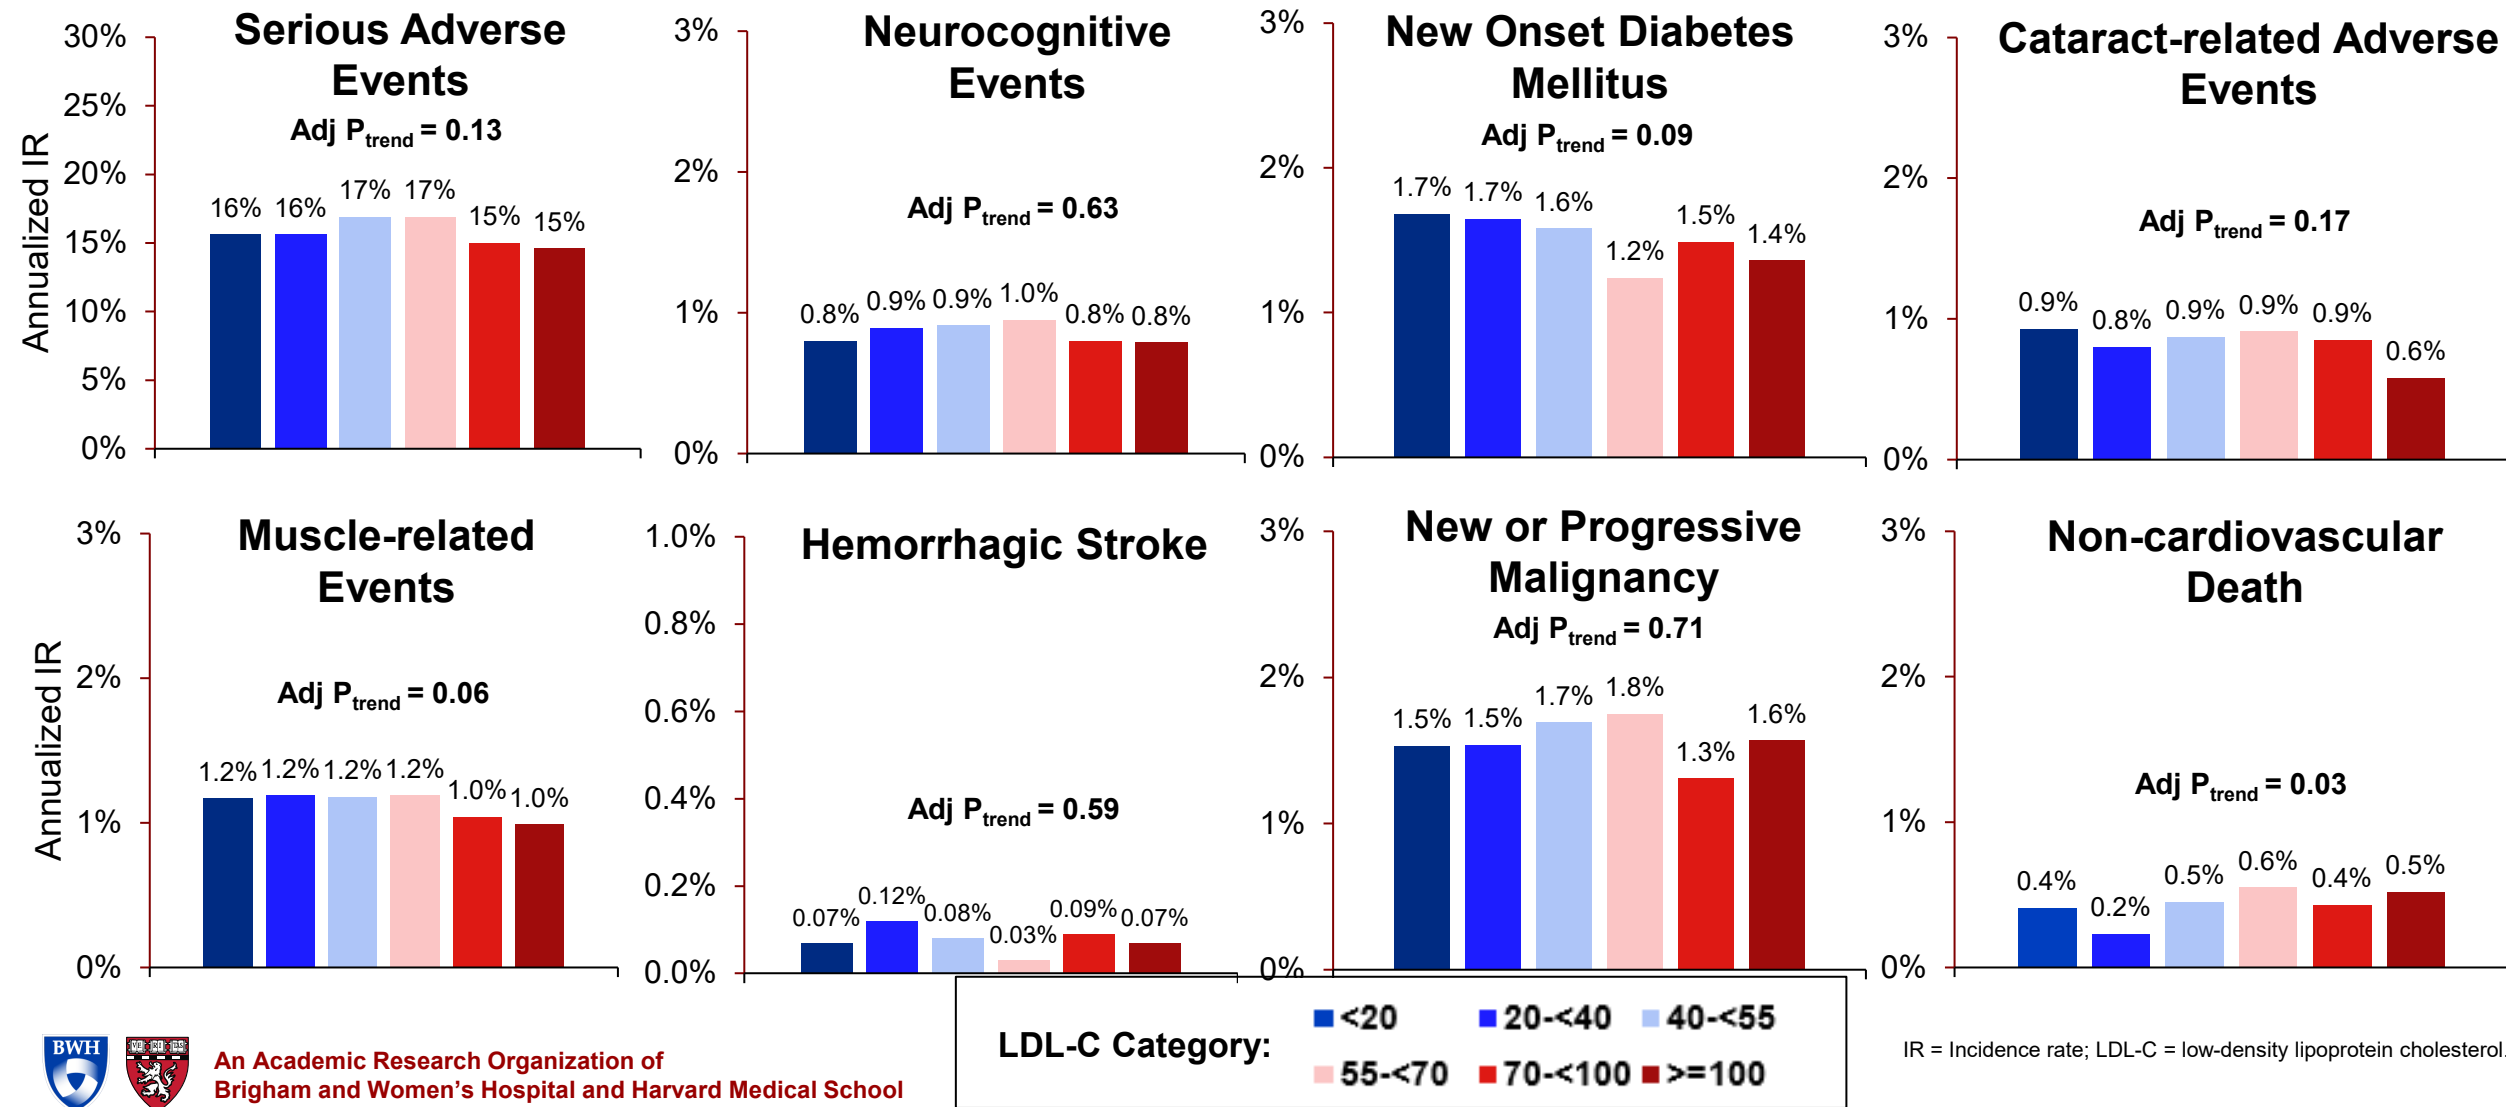 Serious Adverse
Events
Adj Ptrend = 0.13
Annualized IR
30%
25%
20%
15%
10%
5%
0%
16% 16% 17% 17% 15% 15%
Neurocognitive
Events
Adj Ptrend = 0.63
3%
2%
1%
0%
0.8% 0.9% 0.9% 1.0% 0.8% 0.8%
New Onset Diabetes
Mellitus
Adj Ptrend = 0.09
3%
2%
1%
0%
1.7% 1.7% 1.6% 1.2% 1.5% 1.4%
Cataract-related Adverse
Events
Adj Ptrend = 0.17
3%
2%
1%
0%
0.9% 0.8% 0.9% 0.9% 0.9% 0.6%
Muscle-related
Events
Adj Ptrend = 0.06
Annualized IR
3%
2%
1%
0%
1.2% 1.2% 1.2% 1.2% 1.0% 1.0%
Hemorrhagic Stroke
Adj Ptrend = 0.59
1.0%
0.8%
0.6%
0.4%
0.2%
0.0%
0.07% 0.12% 0.08% 0.03% 0.09% 0.07%
New or Progressive
Malignancy
Adj Ptrend = 0.71
3%
2%
1%
0%
1.5% 1.5% 1.7% 1.8% 1.3% 1.6%
Non-cardiovascular
Death
Adj Ptrend = 0.03
3%
2%
1%
0%
0.4% 0.2% 0.5% 0.6% 0.4% 0.5%
BWH
VE RI TAS
An Academic Research Organization of
Brigham and Women's Hospital and Harvard Medical School
LDL-C Category:
<20 20-<40 40-<55
55-<70 70-<100 >=100
IR = Incidence rate; LDL-C = low-density lipoprotein cholesterol.